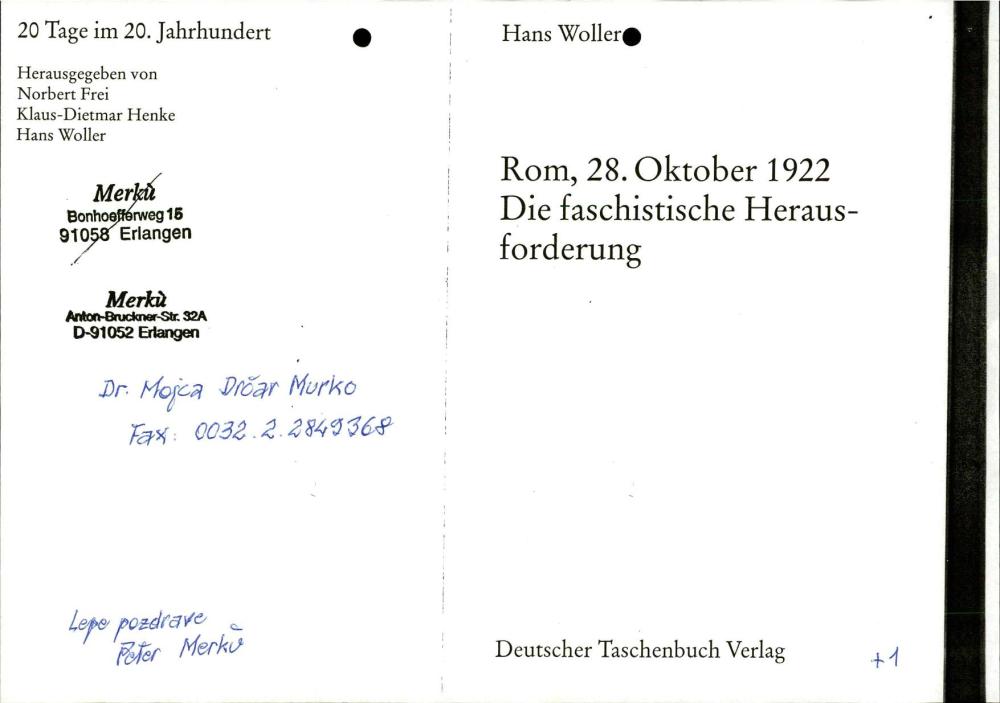 20 Tage im 20. Jahrhundert
Herausgegeben von
Norbert Frei
Klaus-Dietmar Henke
Hans Woller
Merkù
Bonhoefferweg 15
91058 Erlangen
Merkù
Anton-Bruckner-Str. 32A
D-91052 Erlangen
Dr. Mojca Drčar Murko
Fax: 0032.2.2849368
Lepe pozdrave
Peter Merkù
Hans Woller
Rom, 28. Oktober 1922
Die faschistische Heraus-
forderung
Deutscher Taschenbuch Verlag
+1